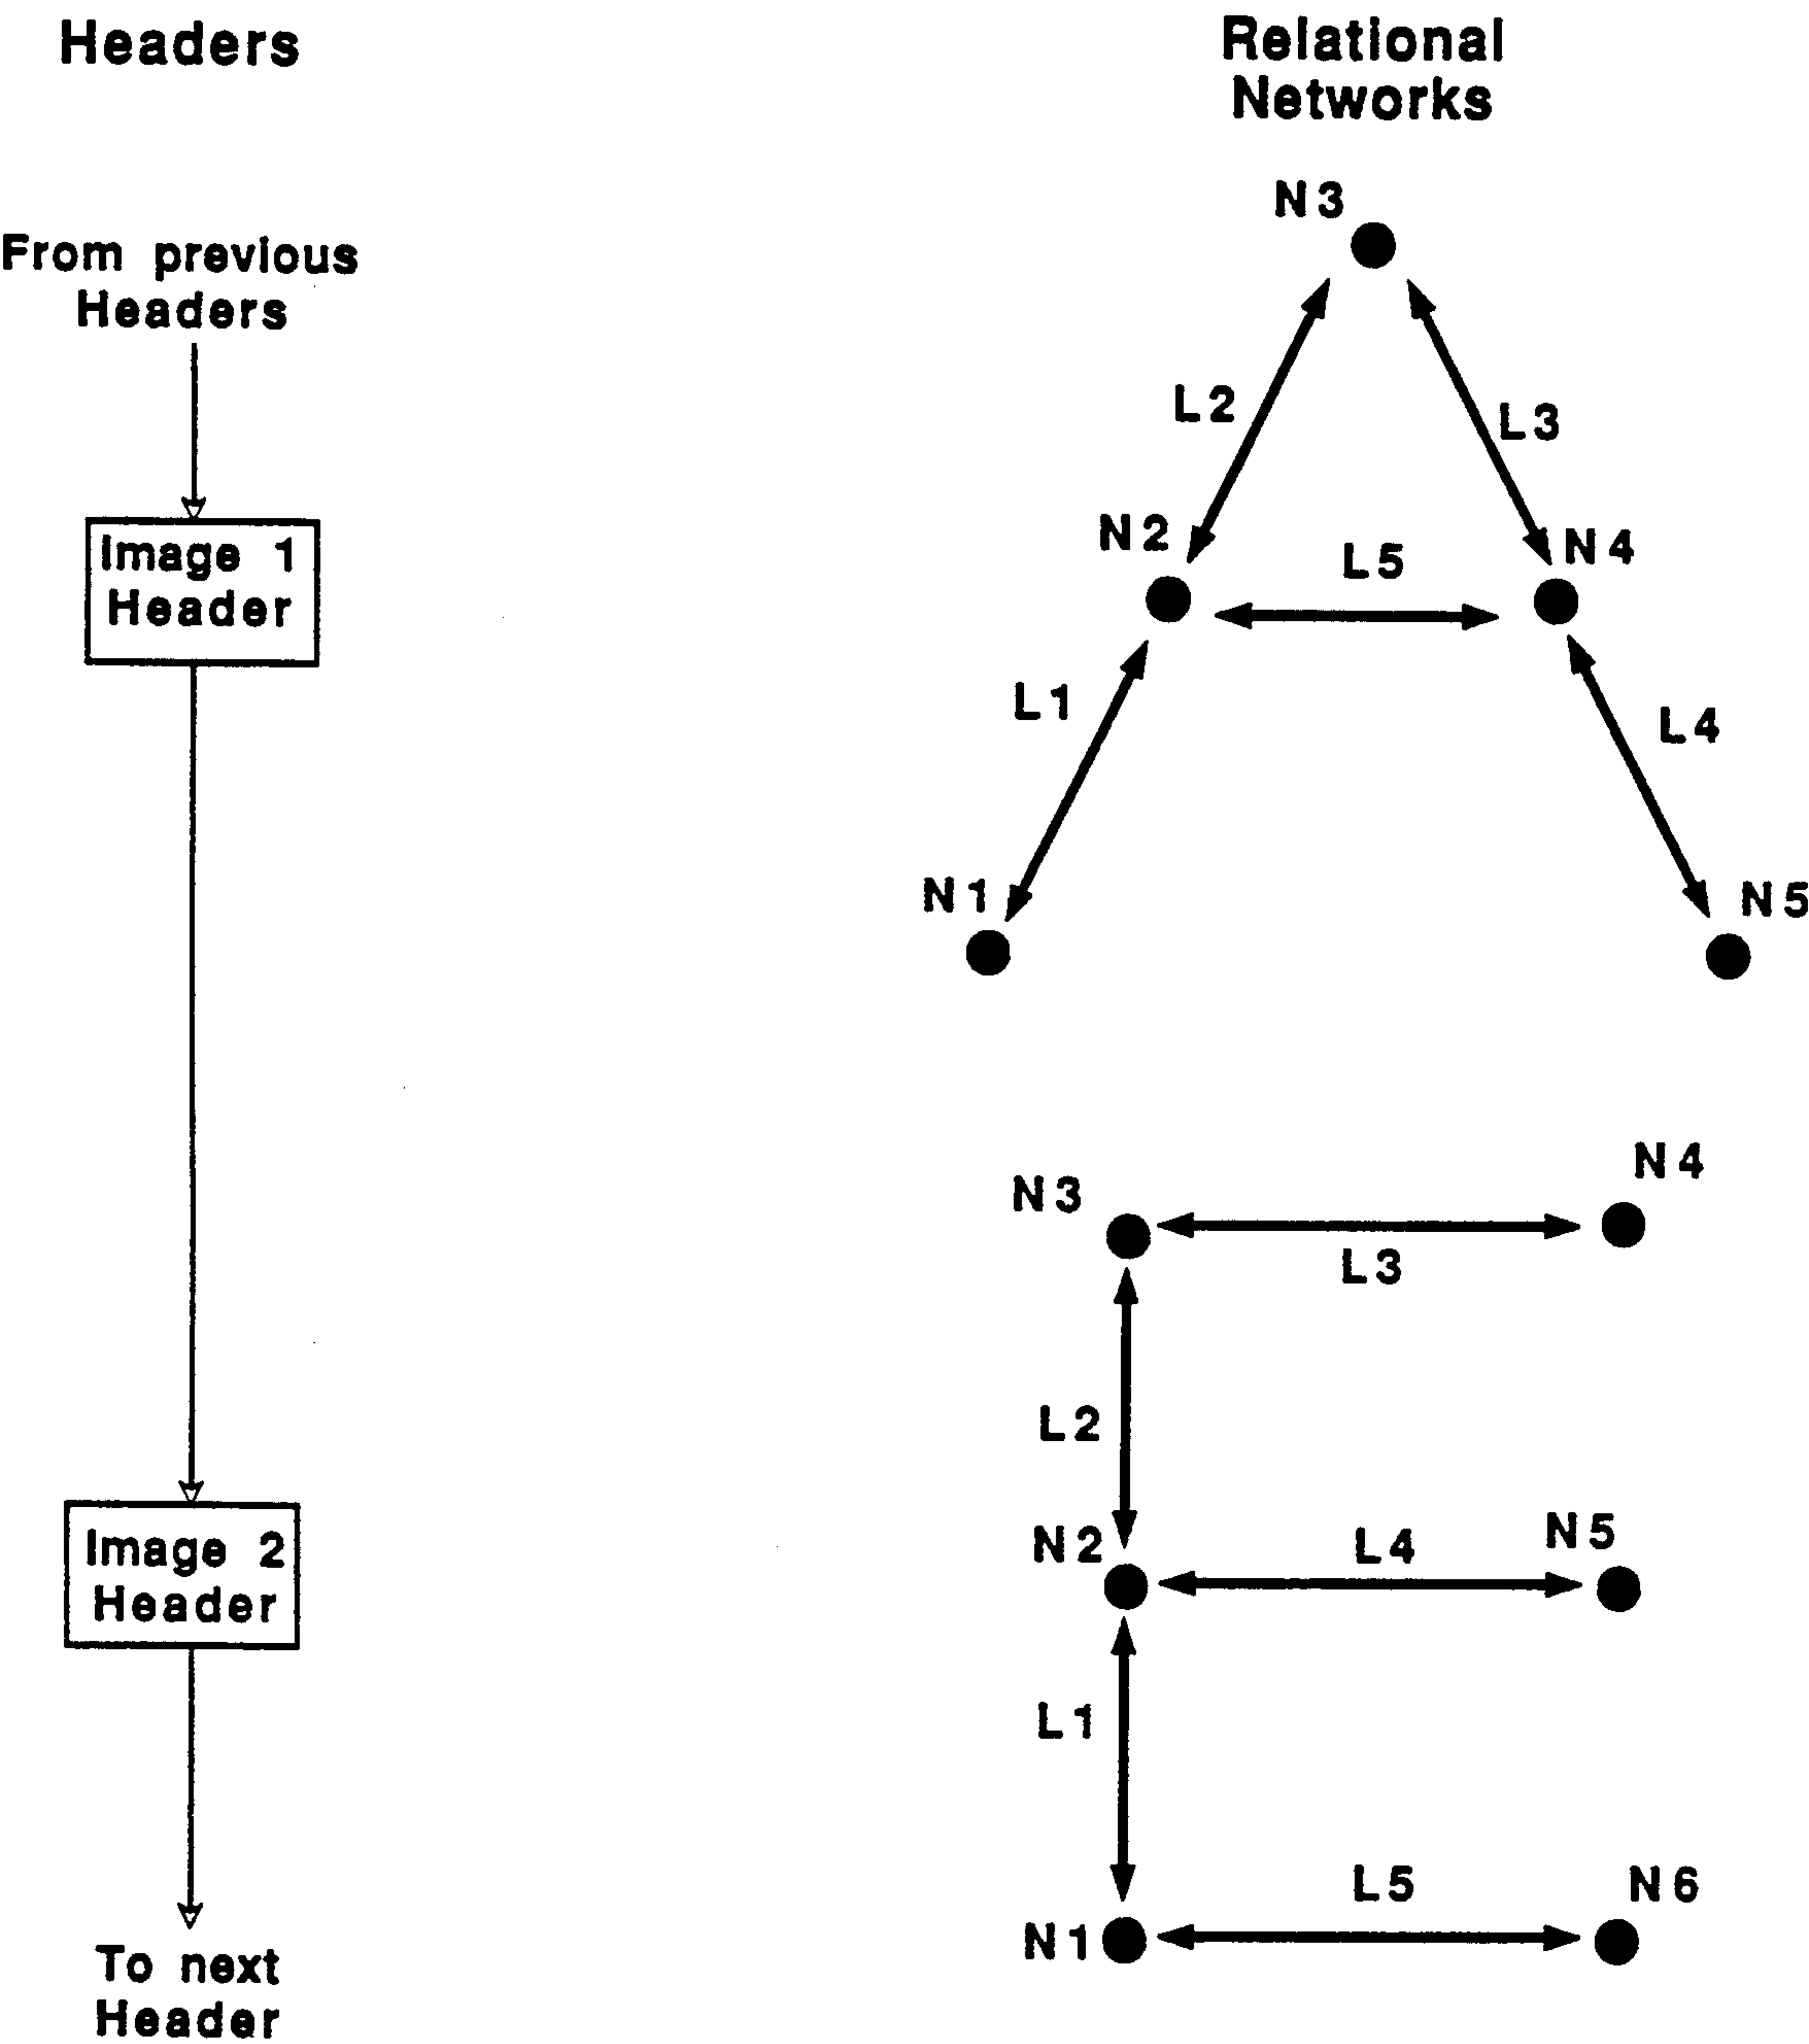 Headers
Relational
Networks
From previous
Headers
Image 1
Header
Image 2
Header
To next
Header
N3
L2
L3
N2
L5
N4
L1
L4
N1
N5
N3
N4
L3
L2
N2
L4
N5
L1
L5
N6
N1